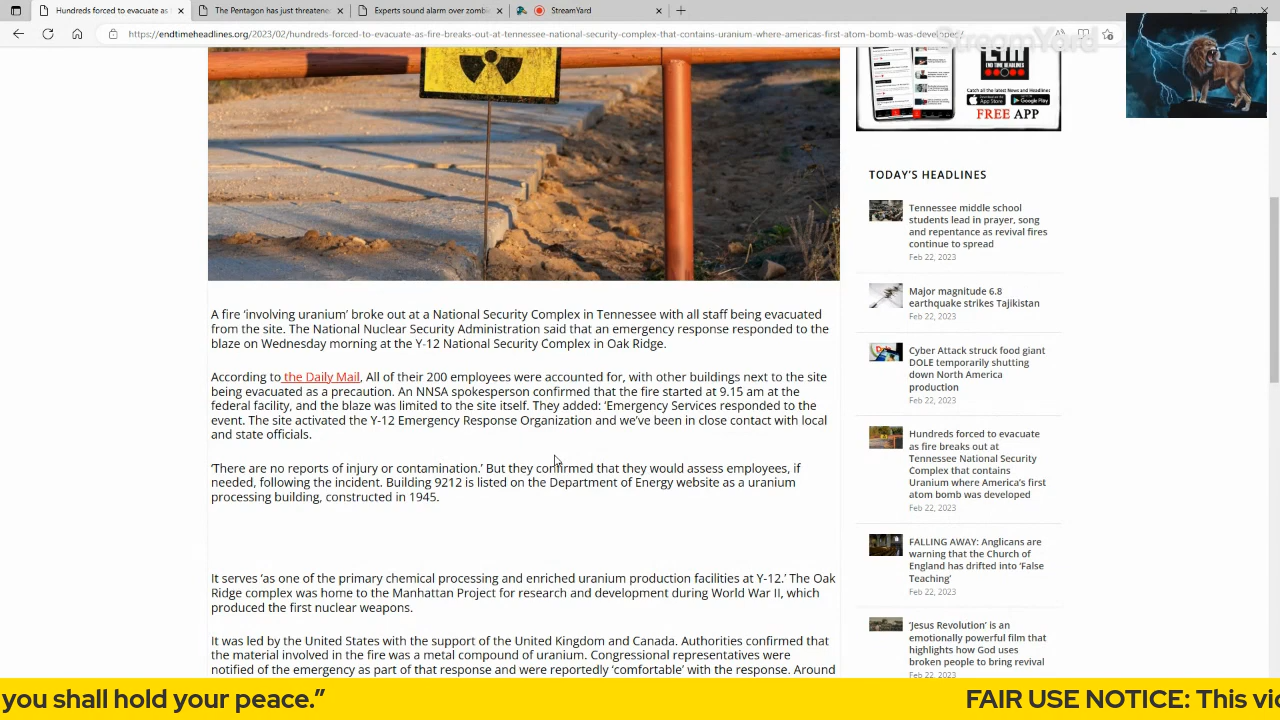 Hundreds forced to evacuate as
The Pentagon has just threatene
Experts sound alarm over zombi
StreamYard
https://endtimeheadlines.org/2023/02/hundreds-forced-to-evacuate-as-fire-breaks-out-at-tennessee-national-security-complex-that-contains-uranium-where-americas-first-atom-bomb-was-developed/
StreamYard
Catch all the latest News and Headlines
App Store
Google Play
FREE APP
TODAY'S HEADLINES
Tennessee middle school
students lead in prayer, song
and repentance as revival fires
continue to spread
Feb 22, 2023
Major magnitude 6.8
earthquake strikes Tajikistan
Feb 22, 2023
Cyber Attack struck food giant
DOLE temporarily shutting
down North America
production
Feb 22, 2023
Hundreds forced to evacuate
as fire breaks out at
Tennessee National Security
Complex that contains
Uranium where America's first
atom bomb was developed
Feb 22, 2023
FALLING AWAY: Anglicans are
warning that the Church of
England has drifted into 'False
Teaching'
Feb 22, 2023
'Jesus Revolution' is an
emotionally powerful film that
highlights how God uses
broken people to bring revival
Feb 22, 2023
A fire 'involving uranium' broke out at a National Security Complex in Tennessee with all staff being evacuated
from the site. The National Nuclear Security Administration said that an emergency response responded to the
blaze on Wednesday morning at the Y-12 National Security Complex in Oak Ridge.
According to the Daily Mail, All of their 200 employees were accounted for, with other buildings next to the site
being evacuated as a precaution. An NNSA spokesperson confirmed that the fire started at 9.15 am at the
federal facility, and the blaze was limited to the site itself. They added: 'Emergency Services responded to the
event. The site activated the Y-12 Emergency Response Organization and we've been in close contact with local
and state officials.
'There are no reports of injury or contamination.' But they confirmed that they would assess employees, if
needed, following the incident. Building 9212 is listed on the Department of Energy website as a uranium
processing building, constructed in 1945.
It serves 'as one of the primary chemical processing and enriched uranium production facilities at Y-12.' The Oak
Ridge complex was home to the Manhattan Project for research and development during World War II, which
produced the first nuclear weapons.
It was led by the United States with the support of the United Kingdom and Canada. Authorities confirmed that
the material involved in the fire was a metal compound of uranium. Congressional representatives were
notified of the emergency as part of that response and were reportedly 'comfortable' with the response. Around
you shall hold your peace.”
FAIR USE NOTICE: This vid